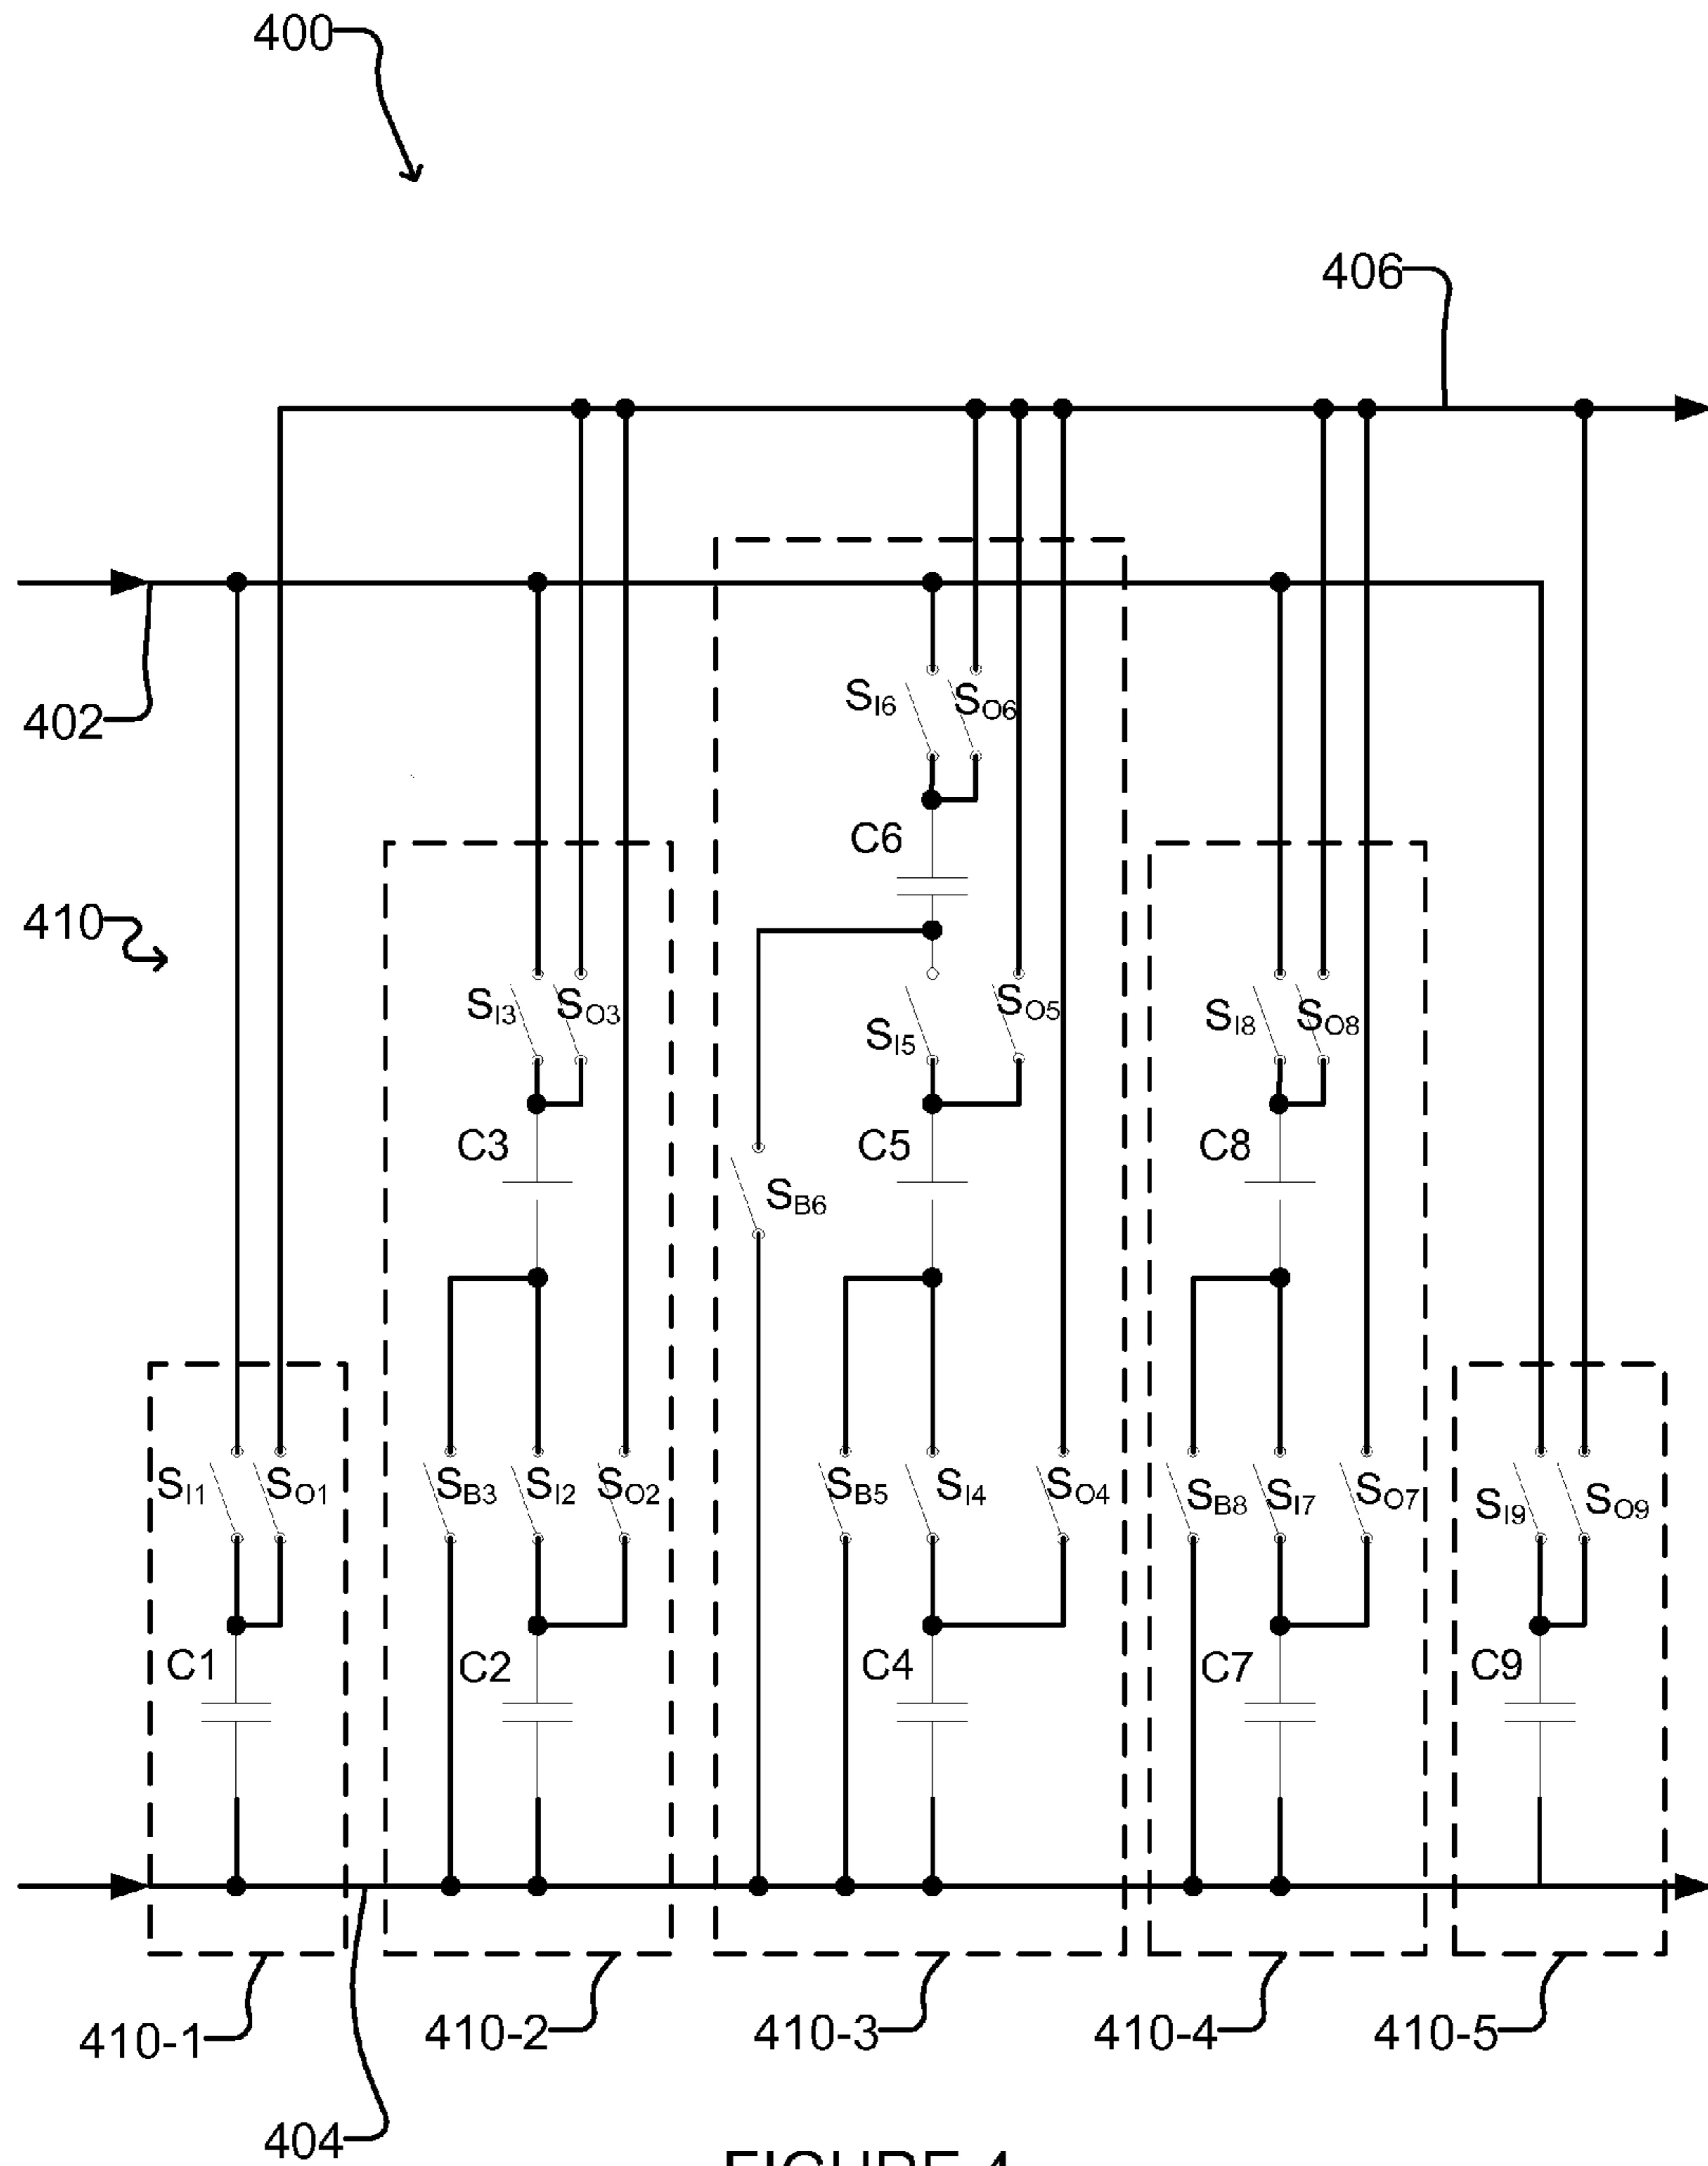 400
406
402
S_I6 S_O6
C6
410
S_I3 S_O3
S_I5 S_O5
S_I8 S_O8
C3
C5
C8
S_B6
S_I1 S_O1
S_B3 S_I2 S_O2
S_B5 S_I4 S_O4
S_B8 S_I7 S_O7
S_I9 S_O9
C1
C2
C4
C7
C9
410-1
410-2
410-3
410-4
410-5
404
FIGURE 4